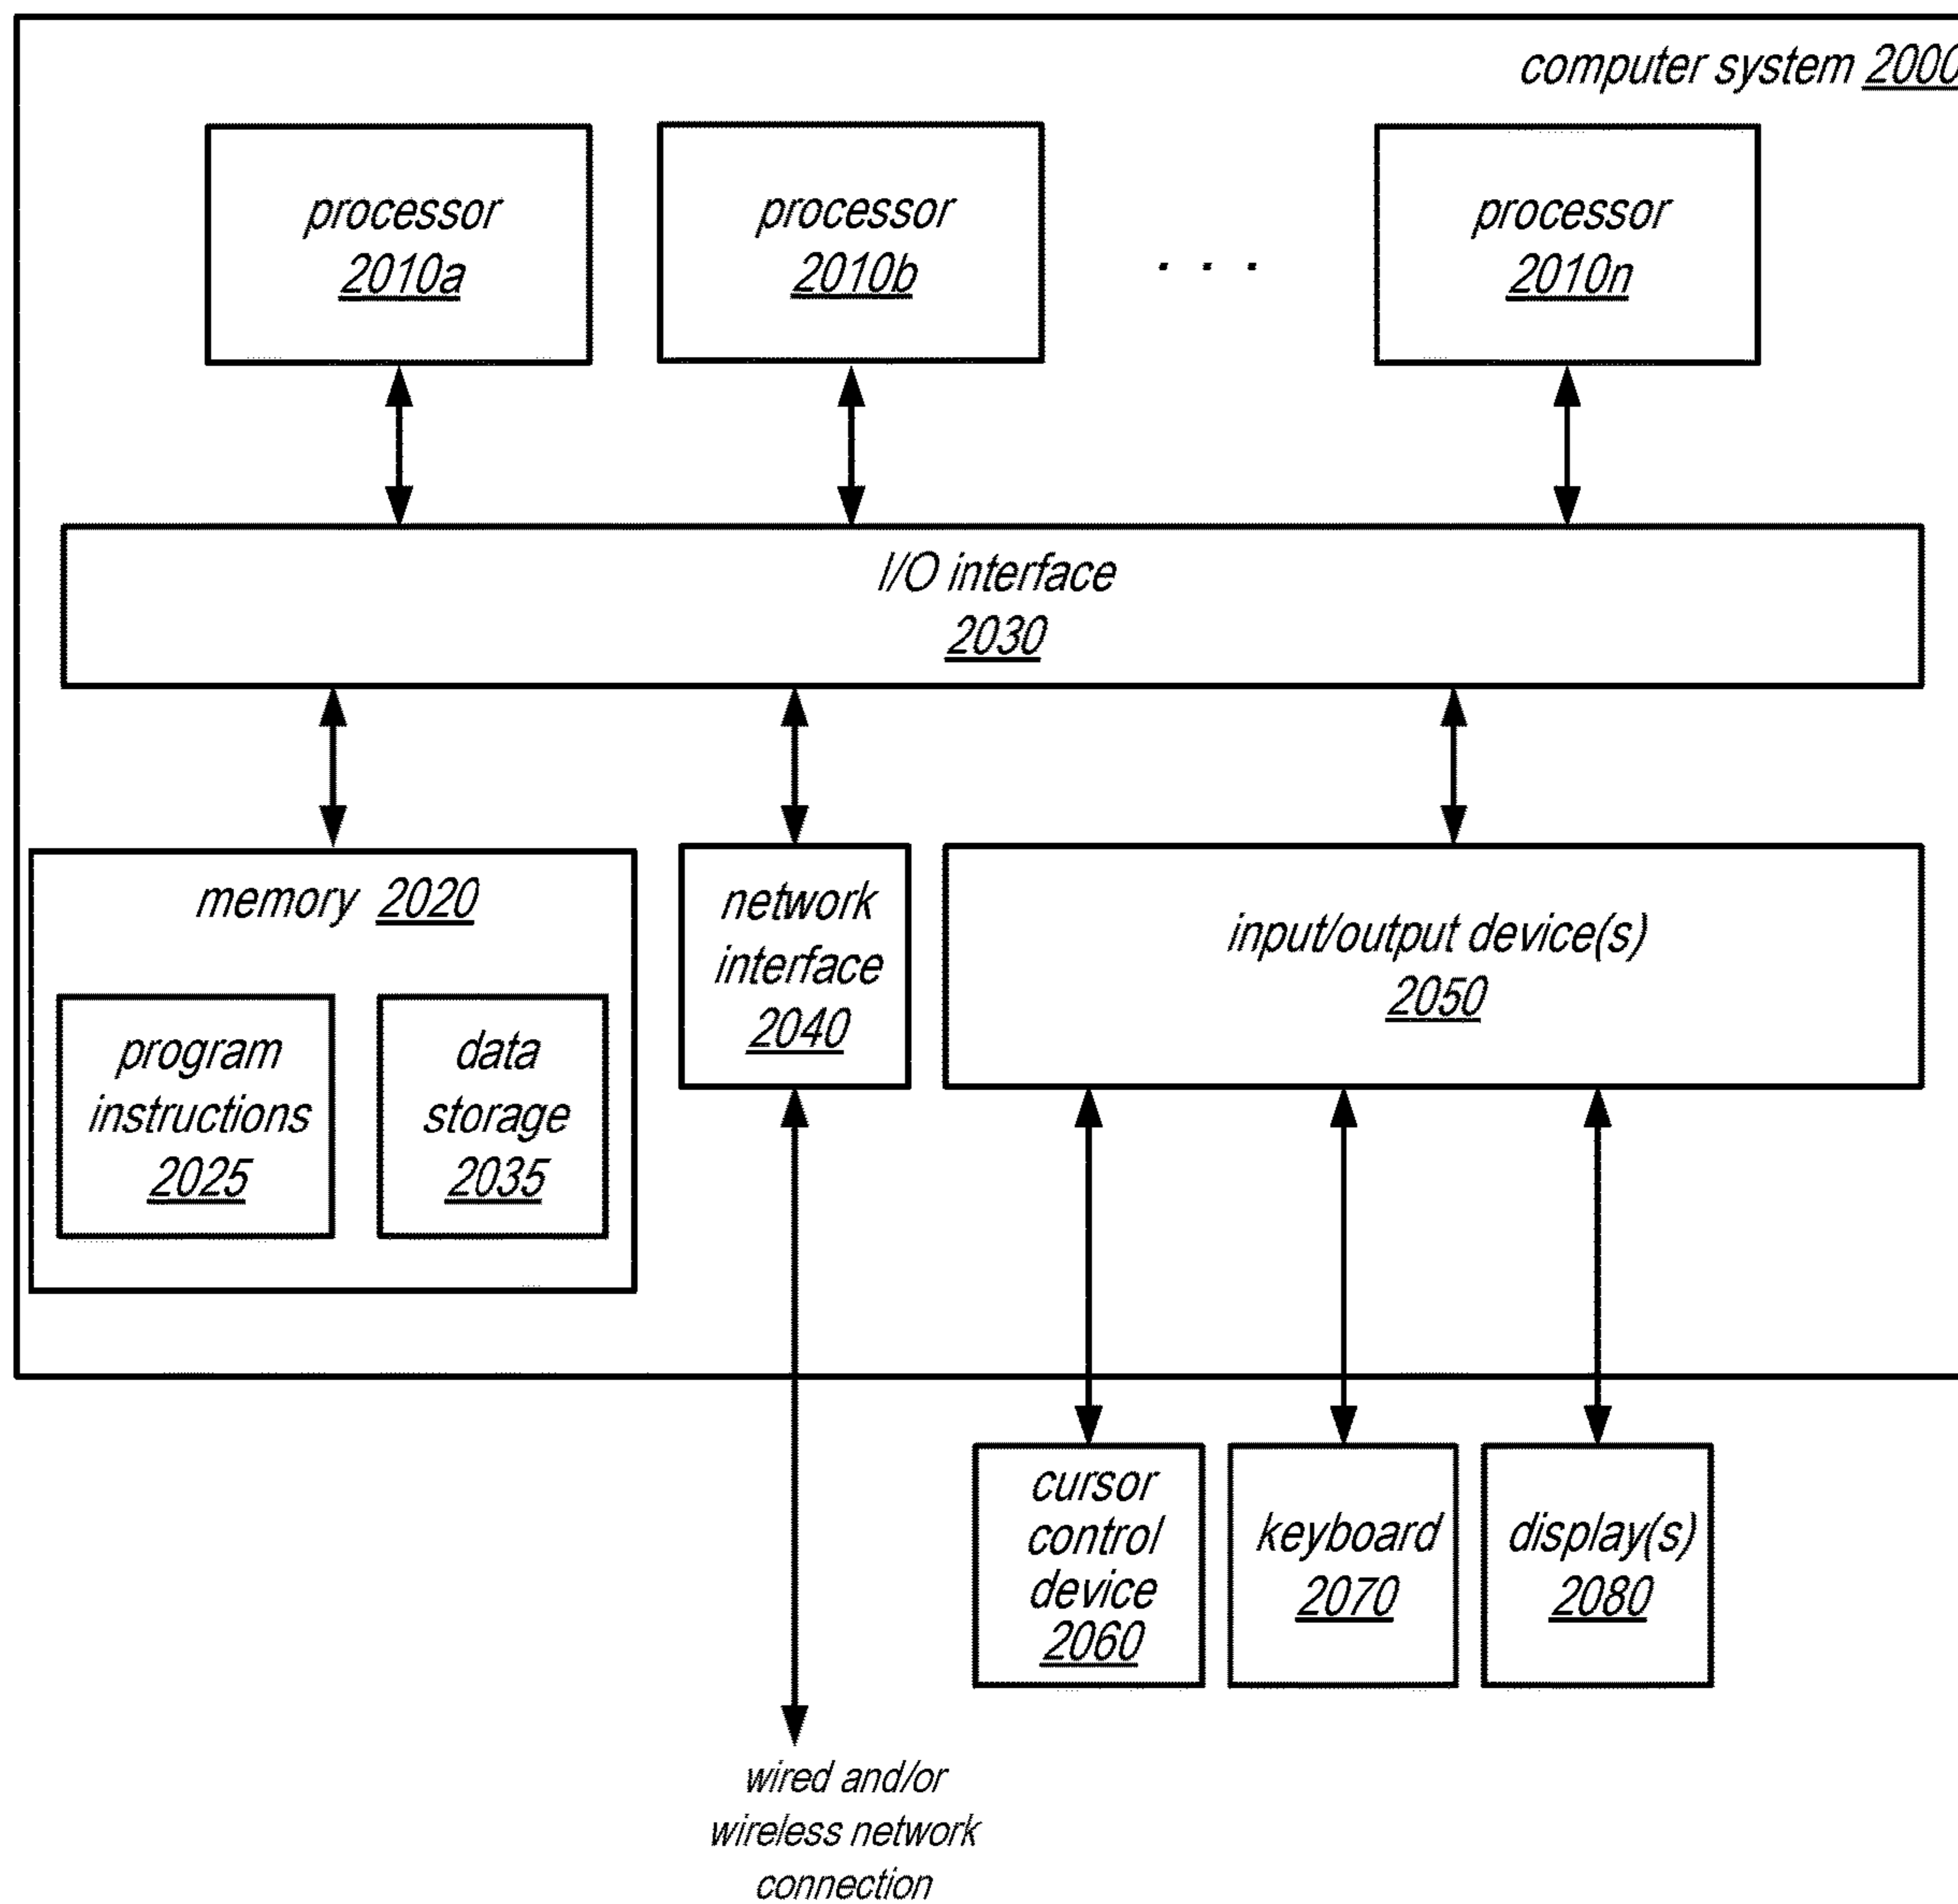 computer system 2000
processor
2010a
processor
2010b
. . .
processor
2010n
I/O interface
2030
memory 2020
program
instructions
2025
data
storage
2035
network
interface
2040
input/output device(s)
2050
cursor
control
device
2060
keyboard
2070
display(s)
2080
wired and/or
wireless network
connection